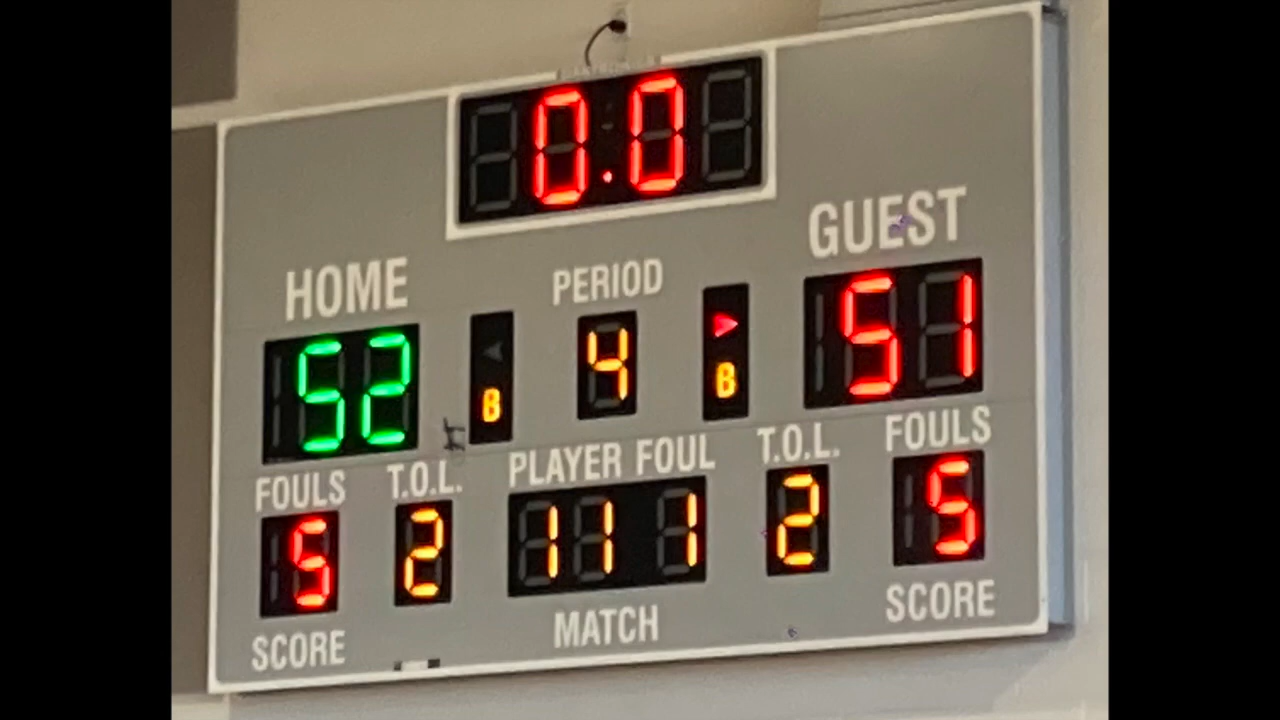 0.0
HOME PERIOD GUEST
52 B 4 B 51
FOULS T.O.L. PLAYER FOUL T.O.L. FOULS
5 2 11 1 2 5
SCORE MATCH SCORE